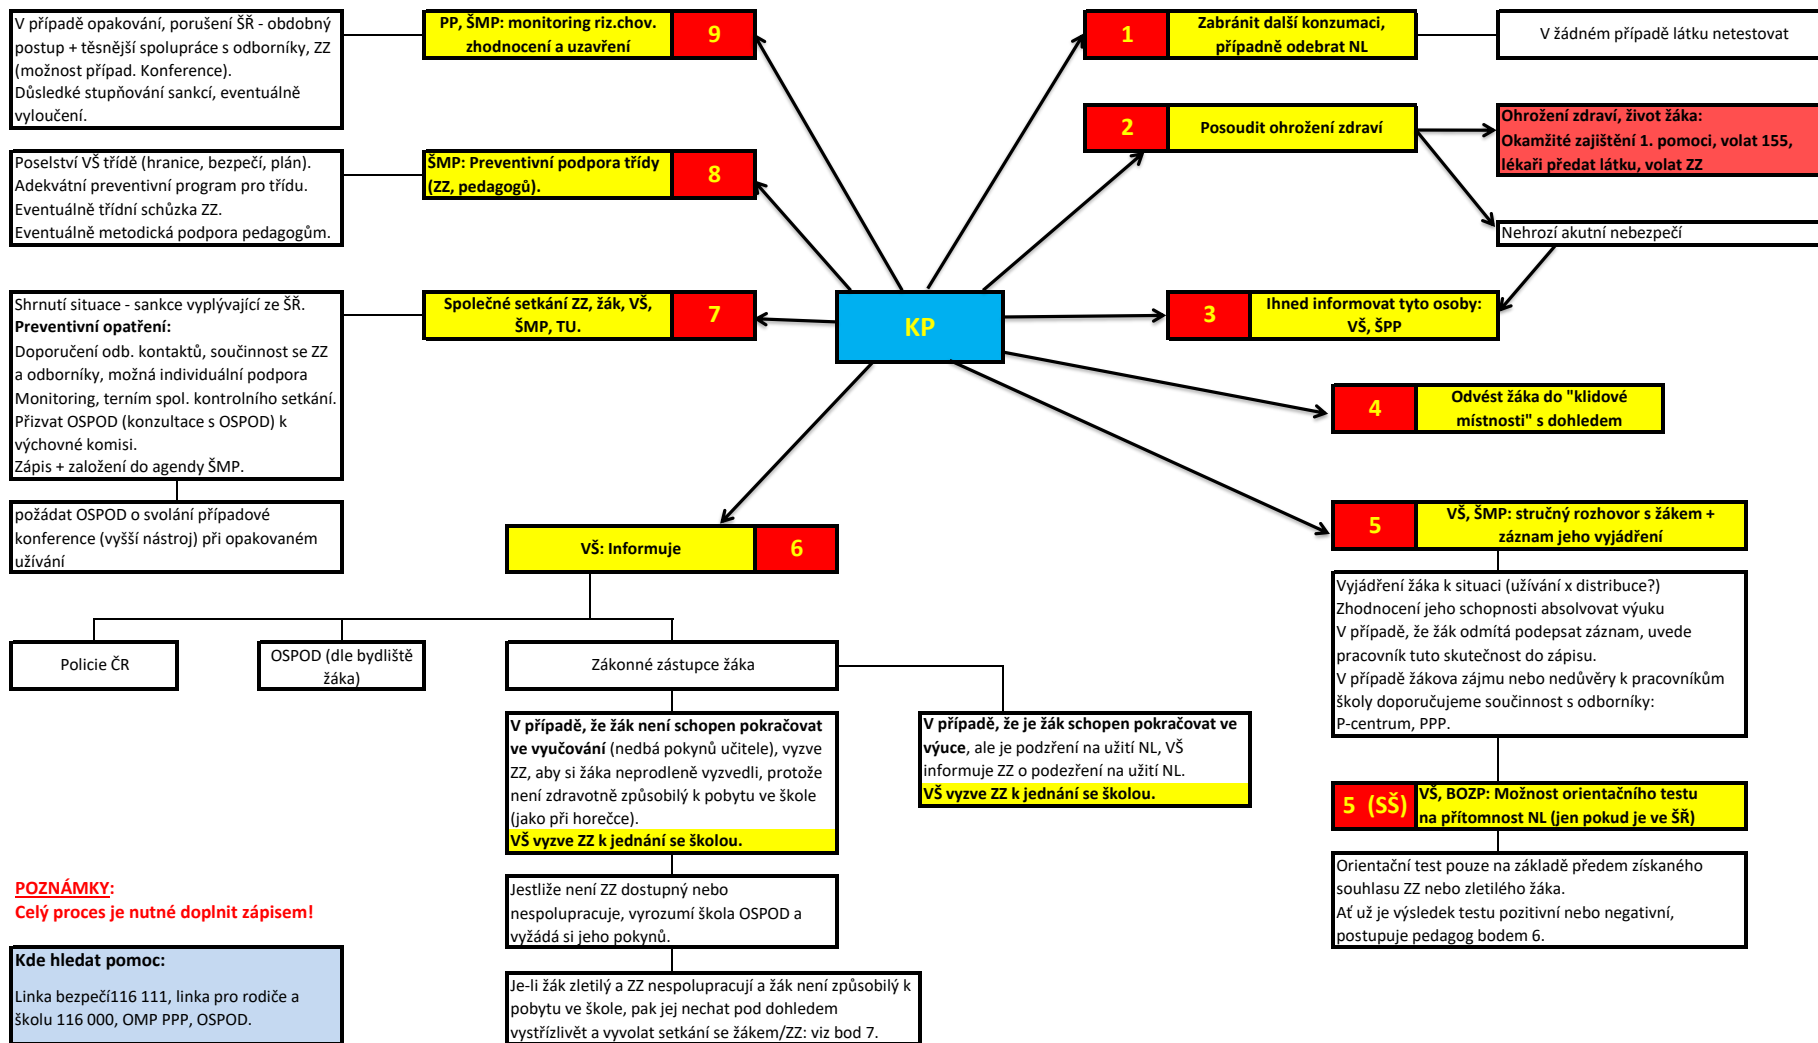 KP
1
Zabránit další konzumaci,
případně odebrat NL
V žádném případě látku netestovat
2
Posoudit ohrožení zdraví
Ohrožení zdraví, život žáka:
Okamžité zajištění 1. pomoci, volat 155,
lékaři předat látku, volat ZZ
Nehrozí akutní nebezpečí
3
Ihned informovat tyto osoby:
VŠ, ŠPP
4
Odvést žáka do "klidové
místnosti" s dohledem
5
VŠ, ŠMP: stručný rozhovor s žákem +
záznam jeho vyjádření
Vyjádření žáka k situaci (užívání x distribuce?)
Zhodnocení jeho schopnosti absolvovat výuku
V případě, že žák odmítá podepsat záznam, uvede
pracovník tuto skutečnost do zápisu.
V případě žákova zájmu nebo nedůvěry k pracovníkům
školy doporučujeme součinnost s odborníky:
P-centrum, PPP.
5 (SŠ)
VŠ, BOZP: Možnost orientačního testu
na přítomnost NL (jen pokud je ve ŠŘ)
Orientační test pouze na základě předem získaného
souhlasu ZZ nebo zletilého žáka.
Ať už je výsledek testu pozitivní nebo negativní,
postupuje pedagog bodem 6.
VŠ: Informuje
6
Policie ČR
OSPOD (dle bydliště
žáka)
Zákonné zástupce žáka
V případě, že žák není schopen pokračovat
ve vyučování (nedbá pokynů učitele), vyzve
ZZ, aby si žáka neprodleně vyzvedli, protože
není zdravotně způsobilý k pobytu ve škole
(jako při horečce).
VŠ vyzve ZZ k jednání se školou.
V případě, že je žák schopen pokračovat ve
výuce, ale je podzření na užití NL, VŠ
informuje ZZ o podezření na užití NL.
VŠ vyzve ZZ k jednání se školou.
Jestliže není ZZ dostupný nebo
nespolupracuje, vyrozumí škola OSPOD a
vyžádá si jeho pokynů.
Je-li žák zletilý a ZZ nespolupracují a žák není způsobilý k
pobytu ve škole, pak jej nechat pod dohledem
vystřízlivět a vyvolat setkání se žákem/ZZ: viz bod 7.
Společné setkání ZZ, žák, VŠ,
ŠMP, TU.
7
Shrnutí situace - sankce vyplývající ze ŠŘ.
Preventivní opatření:
Doporučení odb. kontaktů, součinnost se ZZ
a odborníky, možná individuální podpora
Monitoring, terním spol. kontrolního setkání.
Přizvat OSPOD (konzultace s OSPOD) k
výchovné komisi.
Zápis + založení do agendy ŠMP.
požádat OSPOD o svolání případové
konference (vyšší nástroj) při opakovaném
užívání
ŠMP: Preventivní podpora třídy
(ZZ, pedagogů).
8
Poselství VŠ třídě (hranice, bezpečí, plán).
Adekvátní preventivní program pro třídu.
Eventuálně třídní schůzka ZZ.
Eventuálně metodická podpora pedagogům.
PP, ŠMP: monitoring riz.chov.
zhodnocení a uzavření
9
V případě opakování, porušení ŠŘ - obdobný
postup + těsnější spolupráce s odborníky, ZZ
(možnost případ. Konference).
Důsledké stupňování sankcí, eventuálně
vyloučení.
POZNÁMKY:
Celý proces je nutné doplnit zápisem!
Kde hledat pomoc:
Linka bezpečí116 111, linka pro rodiče a
školu 116 000, OMP PPP, OSPOD.